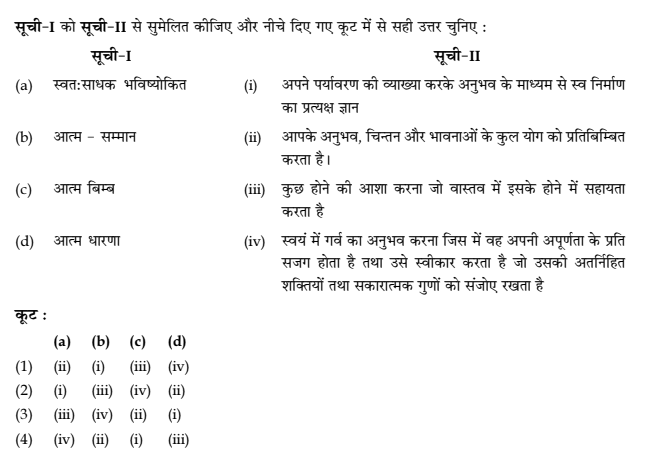 सूची-I को सूची-II से सुमेलित कीजिए और नीचे दिए गए कूट में से सही उत्तर चुनिए :
सूची-I सूची-II
(a) स्वत:साधक भविष्योकित (i) अपने पर्यावरण की व्याख्या करके अनुभव के माध्यम से स्व निर्माण
का प्रत्यक्ष ज्ञान
(b) आत्म - सम्मान (ii) आपके अनुभव, चिन्तन और भावनाओं के कुल योग को प्रतिबिम्बित
करता है।
(c) आत्म बिम्ब (iii) कुछ होने की आशा करना जो वास्तव में इसके होने में सहायता
करता है
(d) आत्म धारणा (iv) स्वयं में गर्व का अनुभव करना जिस में वह अपनी अपूर्णता के प्रति
सजग होता है तथा उसे स्वीकार करता है जो उसकी अतर्निहित
शक्तियों तथा सकारात्मक गुणों को संजोए रखता है
कूट :
(a) (b) (c) (d)
(1) (ii) (i) (iii) (iv)
(2) (i) (iii) (iv) (ii)
(3) (iii) (iv) (ii) (i)
(4) (iv) (ii) (i) (iii)